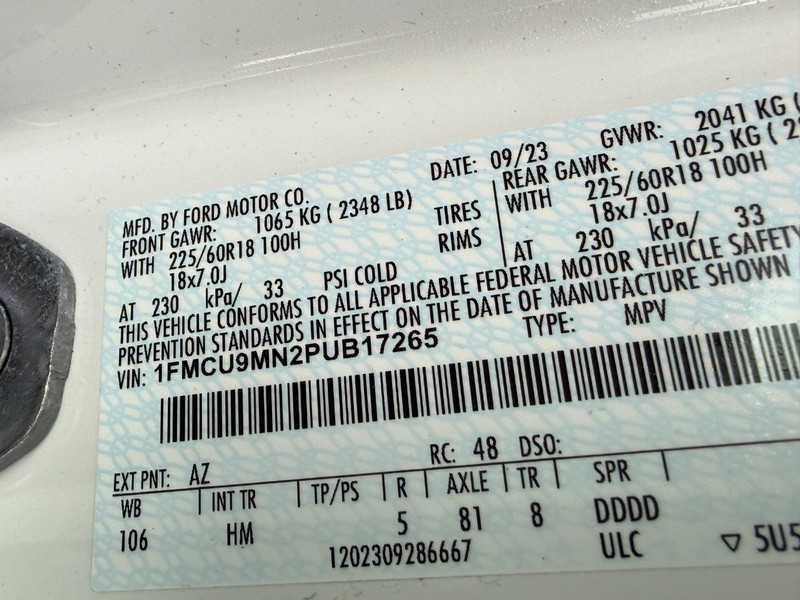 MFD. BY FORD MOTOR CO.
DATE: 09/23 GVWR: 2041 KG (
FRONT GAWR: 1065 KG ( 2348 LB)
REAR GAWR: 1025 KG (
WITH 225/60R18 100H TIRES
WITH 225/60R18 100H
18x7.0J RIMS
18x7.0J
AT 230 kPa/ 33 PSI COLD
AT 230 kPa/ 33
THIS VEHICLE CONFORMS TO ALL APPLICABLE FEDERAL MOTOR VEHICLE SAFETY
PREVENTION STANDARDS IN EFFECT ON THE DATE OF MANUFACTURE SHOWN
VIN: 1FMCU9MN2PUB17265
TYPE: MPV
RC: 48 DSO:
EXT PNT: AZ
WB INT TR TP/PS R AXLE TR SPR
106 HM 5 81 8 DDDD
1202309286667 ULC ▽ 5U5